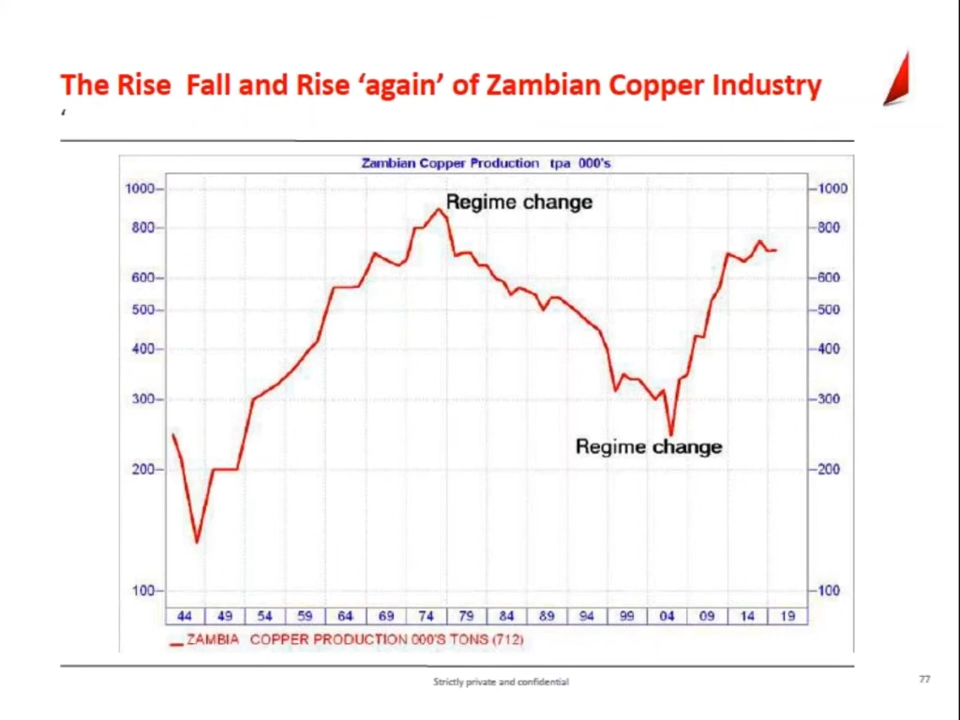 The Rise Fall and Rise ‘again’ of Zambian Copper Industry
‘
Zambian Copper Production tpa 000's
1000 1000
Regime change
800 800
600 600
500 500
400 400
300 300
Regime change
200 200
100 100
44 49 54 59 64 69 74 79 84 89 94 99 04 09 14 19
ZAMBIA COPPER PRODUCTION 000'S TONS (712)
Strictly private and confidential 77